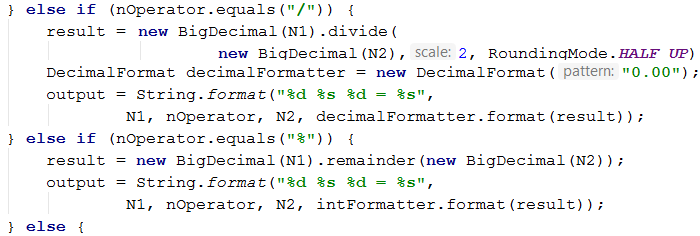 } else if (nOperator.equals("/")) {
result = new BigDecimal(N1).divide(
new BigDecimal(N2), scale: 2, RoundingMode.HALF_UP)
DecimalFormat decimalFormatter = new DecimalFormat( pattern: "0.00");
output = String.format("%d %s %d = %s",
N1, nOperator, N2, decimalFormatter.format(result));
} else if (nOperator.equals("%")) {
result = new BigDecimal(N1).remainder(new BigDecimal(N2));
output = String.format("%d %s %d = %s",
N1, nOperator, N2, intFormatter.format(result));
} else {